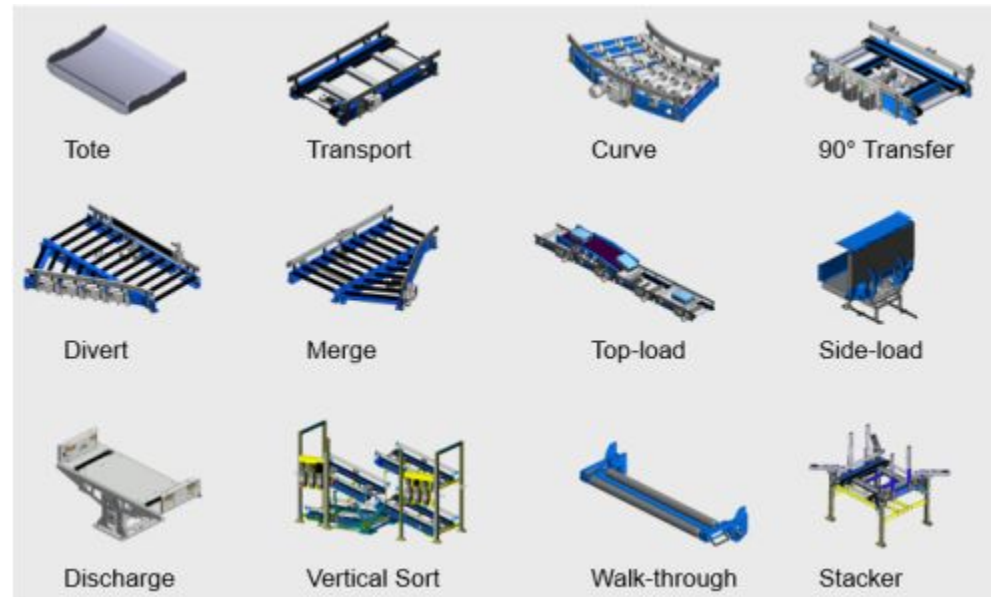 Tote
Transport
Curve
90° Transfer
Divert
Merge
Top-load
Side-load
Discharge
Vertical Sort
Walk-through
Stacker